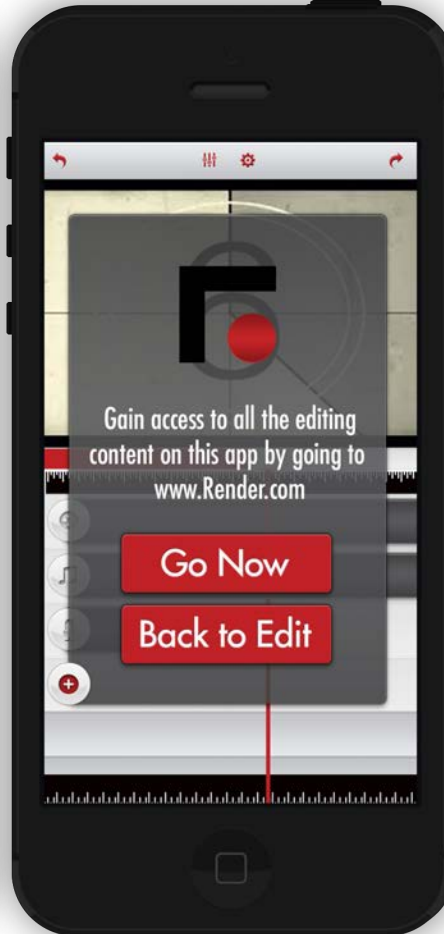 Gain access to all the editing
content on this app by going to
www.Render.com
Go Now
Back to Edit